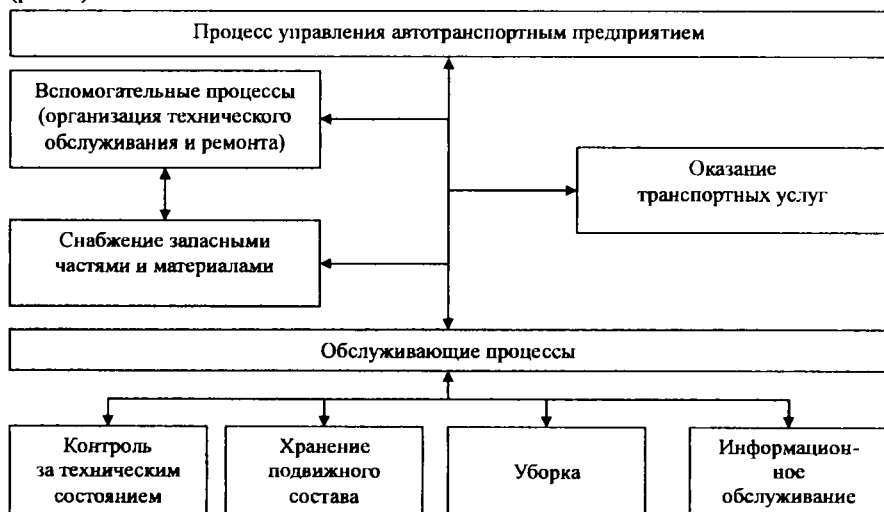 Процесс управления автотранспортным предприятием
Вспомогательные процессы
(организация технического
обслуживания и ремонта)
Оказание
транспортных услуг
Снабжение запасными
частями и материалами
Обслуживающие процессы
Контроль
за техническим
состоянием
Хранение
подвижного
состава
Уборка
Информацион-
ное
обслуживание